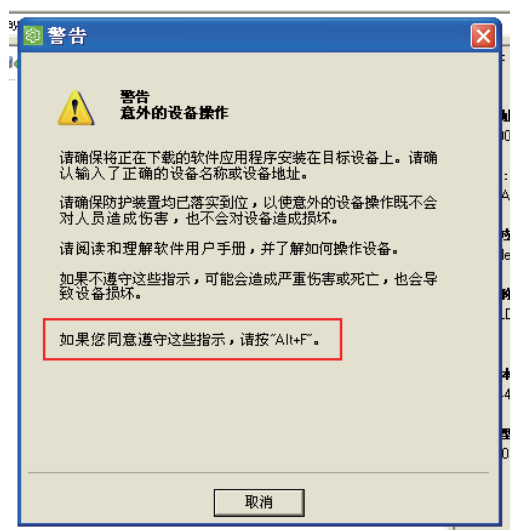 警告
警告
意外的设备操作
请确保将正在下载的软件应用程序安装在目标设备上。请确
认输入了正确的设备名称或设备地址。
请确保防护装置均已落实到位，以使意外的设备操作既不会
对人员造成伤害，也不会对设备造成损坏。
请阅读和理解软件用户手册，并了解如何操作设备。
如果不遵守这些指示，可能会造成严重伤害或死亡，也会导
致设备损坏。
如果您同意遵守这些指示，请按"Alt+F"。
取消